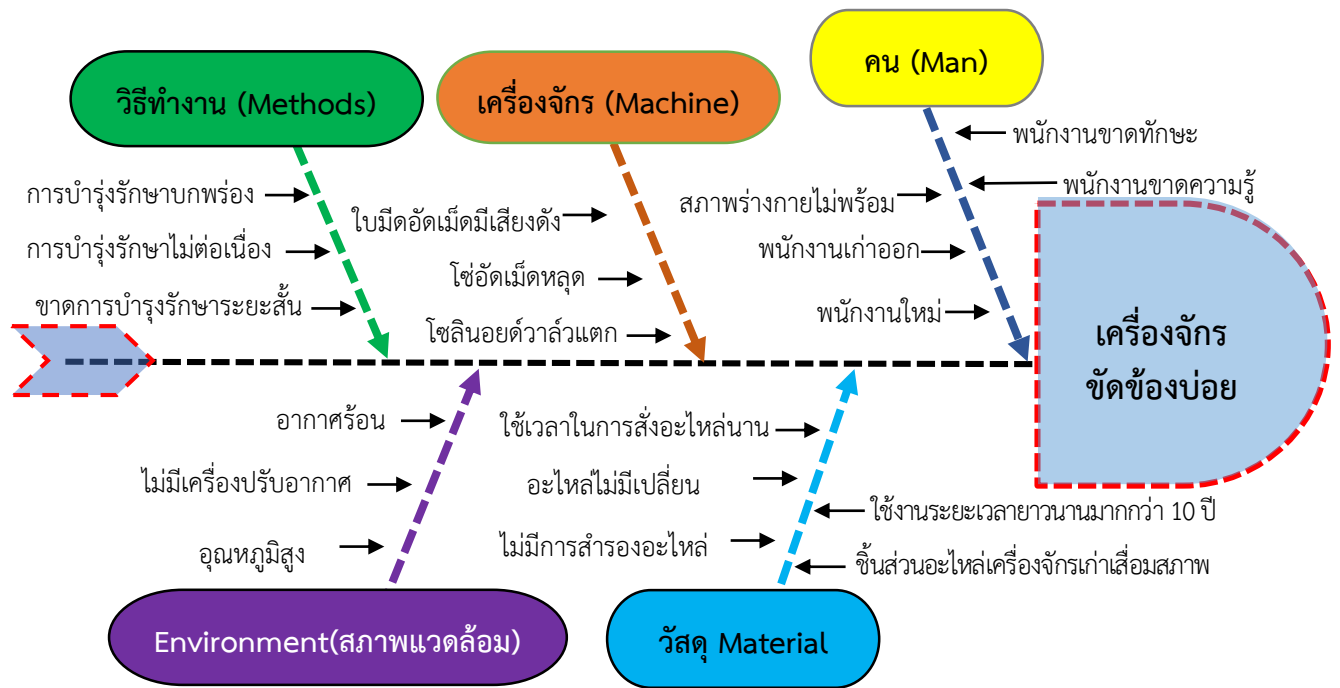 คน (Man)
วิธีทำงาน (Methods)
เครื่องจักร (Machine)
พนักงานขาดทักษะ
พนักงานขาดความรู้
การบำรุ่งรักษาบกพร่อง
สภาพร่างกายไม่พร้อม
ใบมีดอัดเม็ดมีเสียงดัง
การบำรุ่งรักษาไม่ต่อเนื่อง
พนักงานเก่าออก
โซ่อัดเม็ดหลุด
ขาดการบำรุงรักษาระยะสั้น
พนักงานใหม่
โซลินอยด์วาล์วแตก
เครื่องจักร
ขัดข้องบ่อย
อากาศร้อน
ใช้เวลาในการสั่งอะไหล่นาน
ไม่มีเครื่องปรับอากาศ
อะไหล่ไม่มีเปลี่ยน
ใช้งานระยะเวลายาวนานมากกว่า 10 ปี
อุณหภูมิสูง
ไม่มีการสำรองอะไหล่
ชิ้นส่วนอะไหล่เครื่องจักรเก่าเสื่อมสภาพ
Environment(สภาพแวดล้อม)
วัสดุ Material